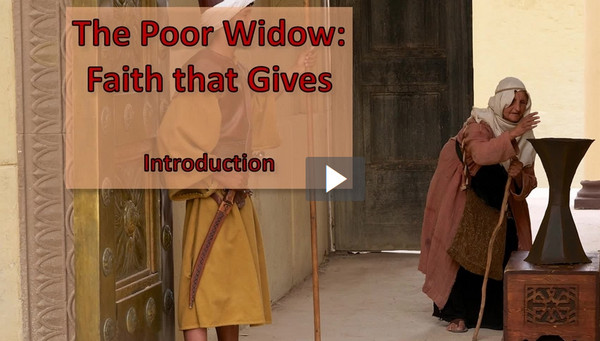 The Poor Widow:
Faith that Gives
Introduction